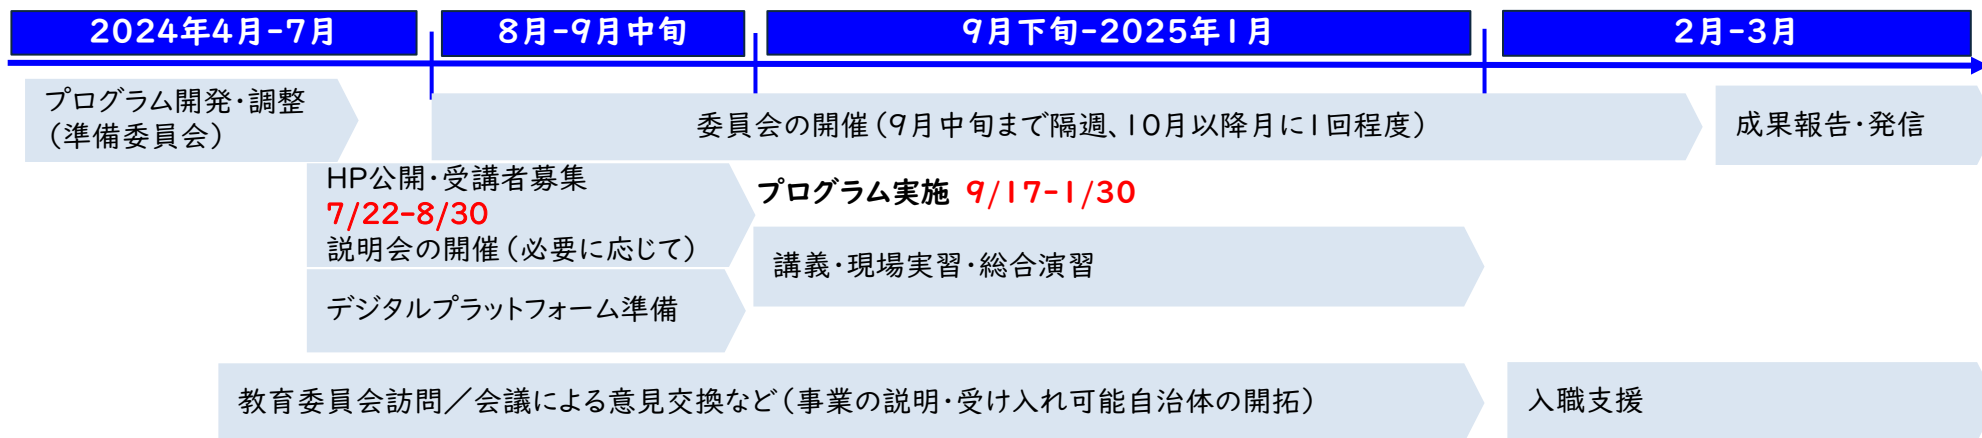 2024年4月-7月
8月-9月中旬
9月下旬-2025年1月
2月-3月
プログラム開発・調整
（準備委員会）
委員会の開催（9月中旬まで隔週、10月以降月に1回程度）
成果報告・発信
HP公開・受講者募集
7/22-8/30
説明会の開催（必要に応じて）
プログラム実施 9/17-1/30
講義・現場実習・総合演習
デジタルプラットフォーム準備
教育委員会訪問／会議による意見交換など（事業の説明・受け入れ可能自治体の開拓）
入職支援